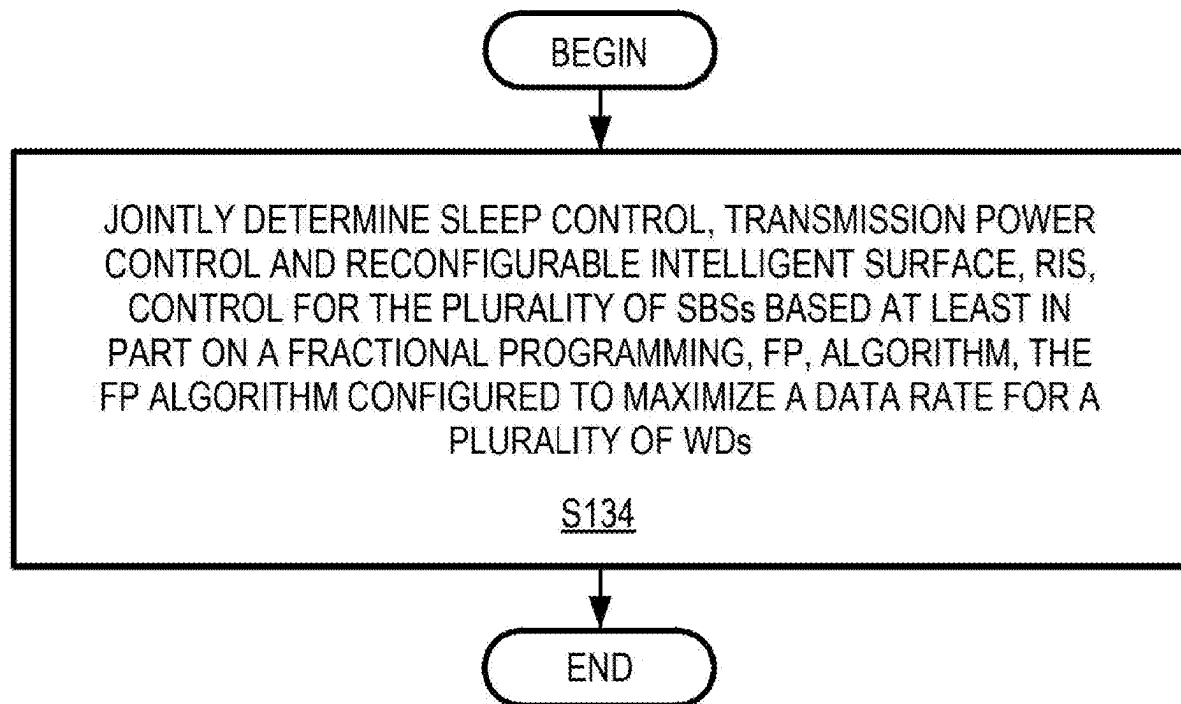 BEGIN
JOINTLY DETERMINE SLEEP CONTROL, TRANSMISSION POWER
CONTROL AND RECONFIGURABLE INTELLIGENT SURFACE, RIS,
CONTROL FOR THE PLURALITY OF SBSs BASED AT LEAST IN
PART ON A FRACTIONAL PROGRAMMING, FP, ALGORITHM, THE
FP ALGORITHM CONFIGURED TO MAXIMIZE A DATA RATE FOR A
PLURALITY OF WDs
S134
END